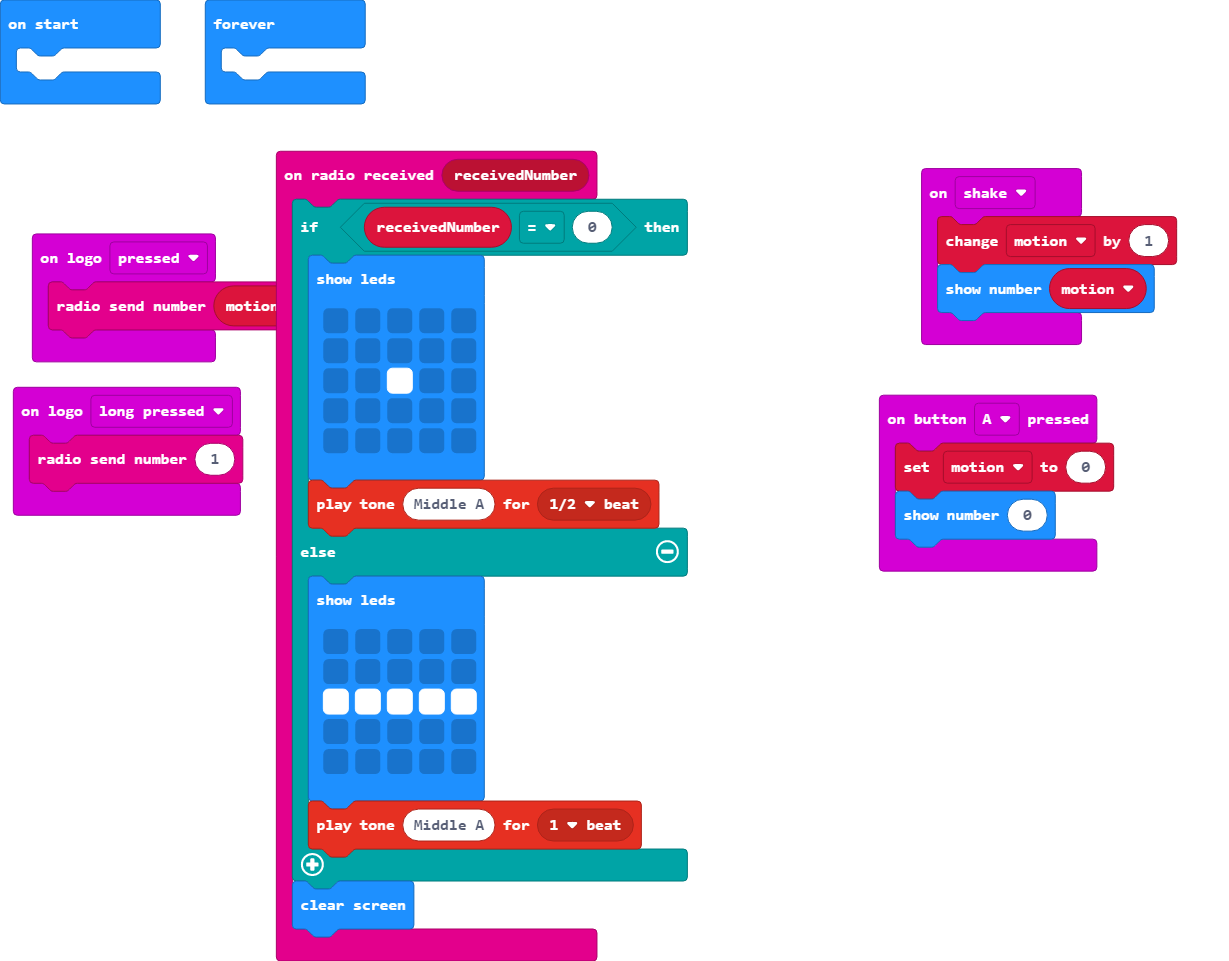 on start
forever
on radio received receivedNumber
if receivedNumber = 0 then
show leds
play tone Middle A for 1/2 beat
else
show leds
play tone Middle A for 1 beat
clear screen
on logo pressed
radio send number motion
on logo long pressed
radio send number 1
on shake
change motion by 1
show number motion
on button A pressed
set motion to 0
show number 0